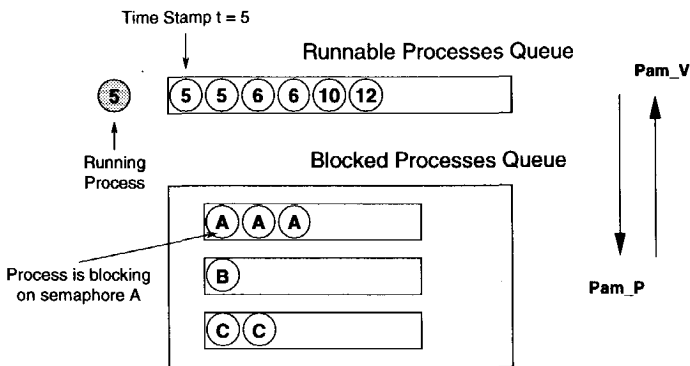 Time Stamp t = 5
Runnable Processes Queue
Pam_V
5
5 5 6 6 10 12
Running
Process
Blocked Processes Queue
A A A
Process is blocking
on semaphore A
B
Pam_P
C C